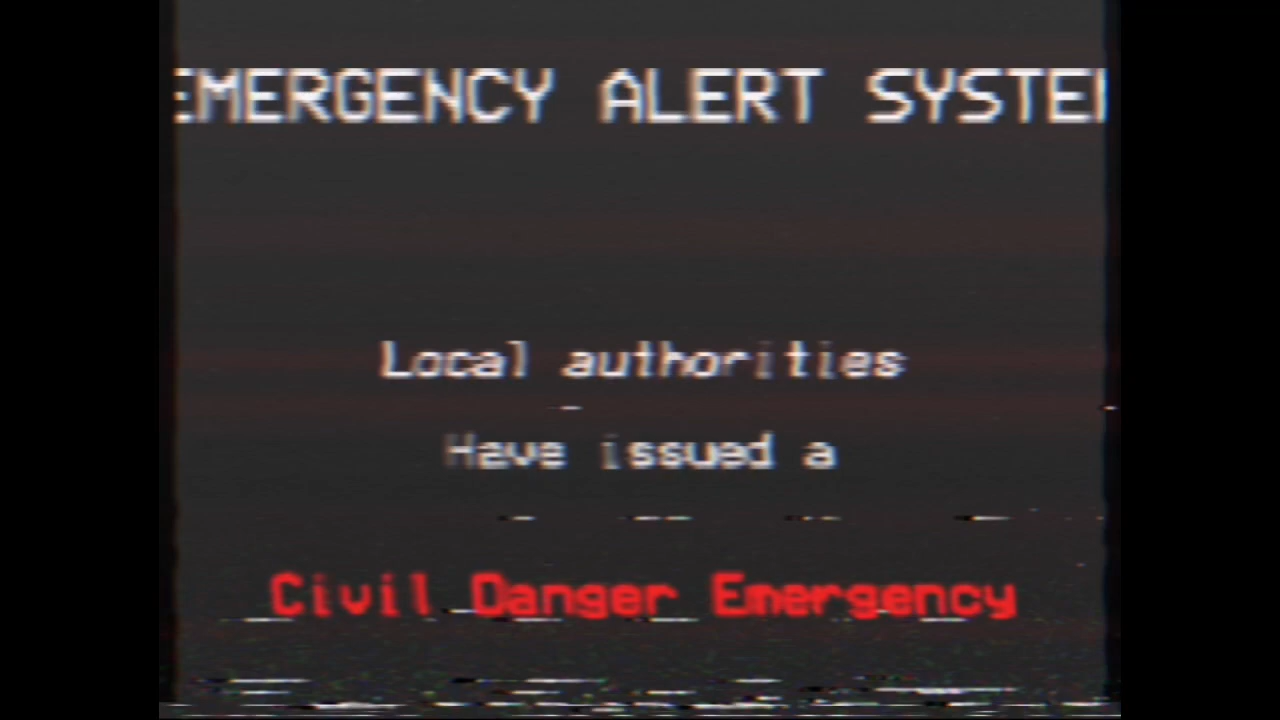 EMERGENCY ALERT SYSTEM
Local authorities
Have issued a
Civil Danger Emergency